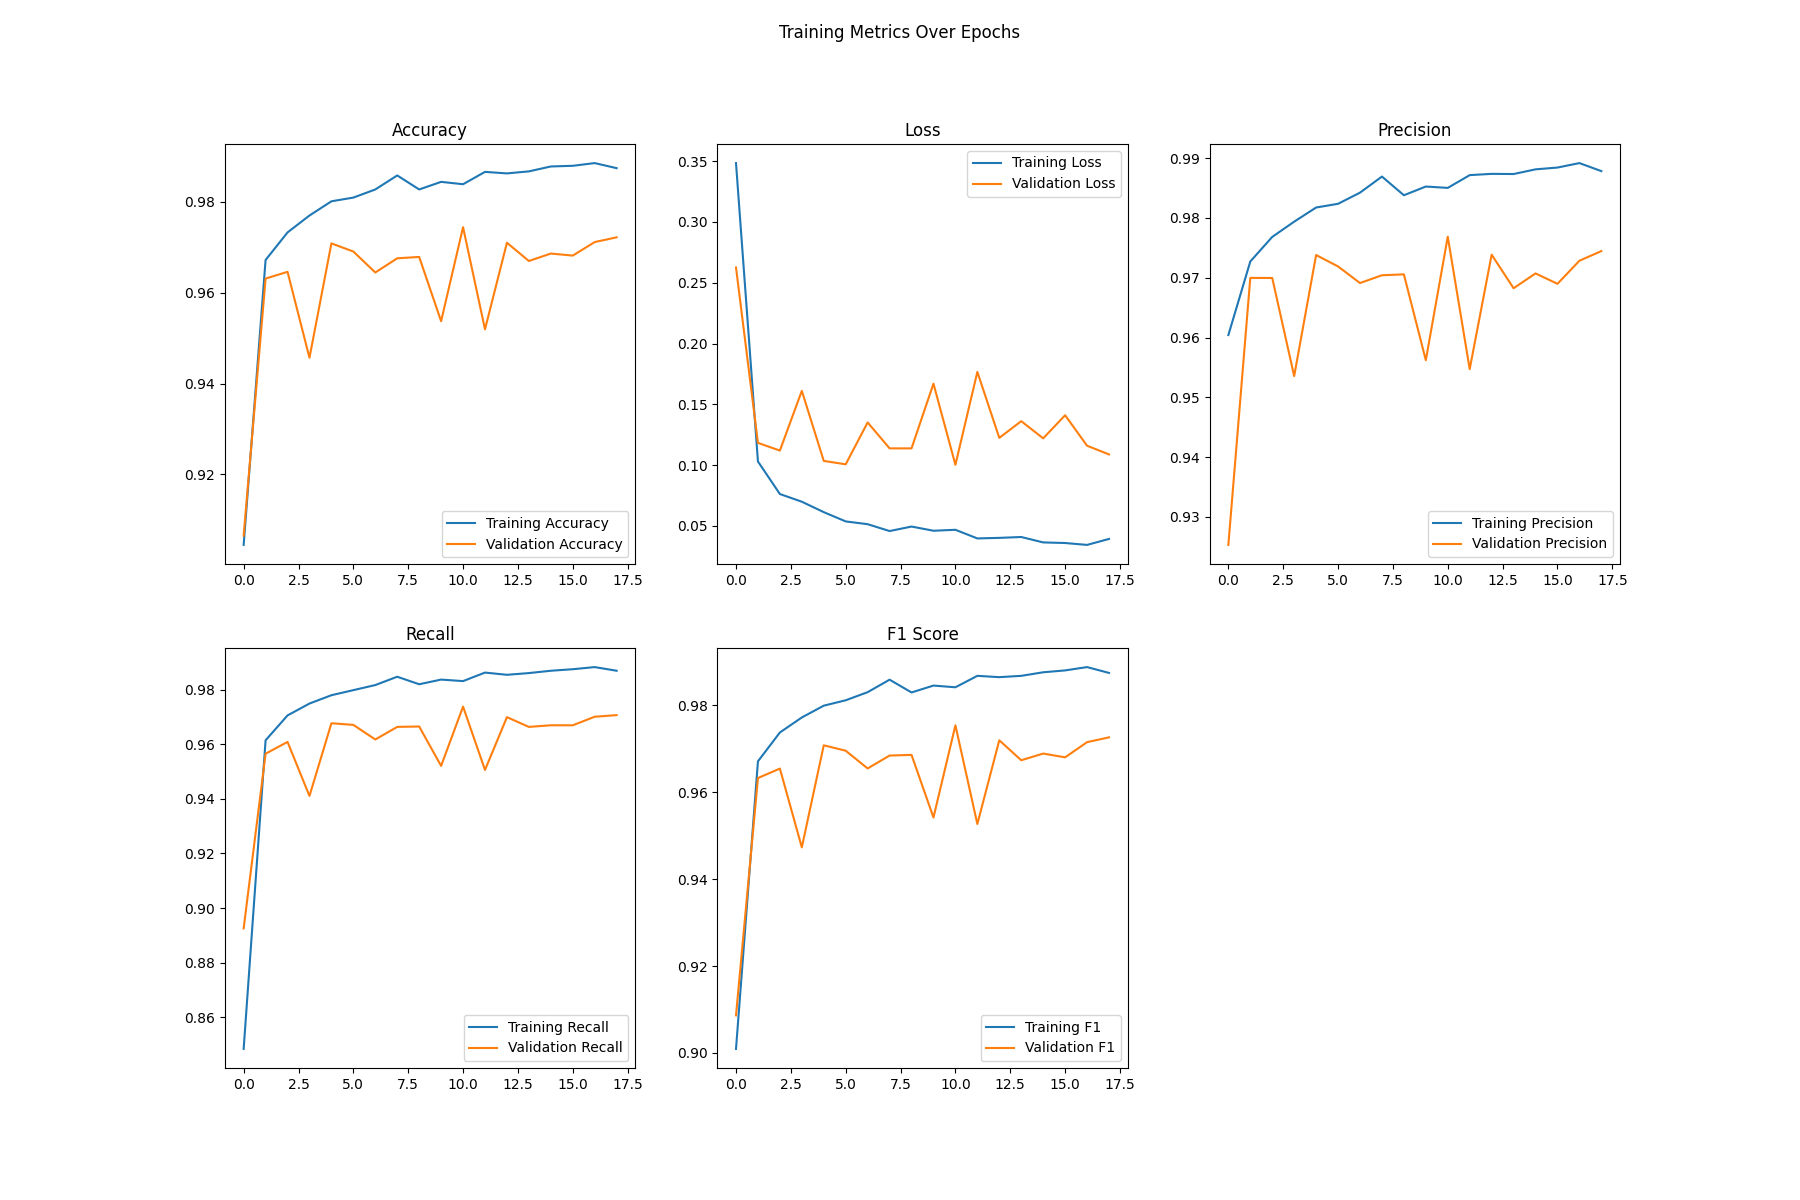 Training Metrics Over Epochs
Accuracy
0.98
0.96
0.94
0.92
Training Accuracy
Validation Accuracy
0.0 2.5 5.0 7.5 10.0 12.5 15.0 17.5
Loss
0.35
0.30
0.25
0.20
0.15
0.10
0.05
Training Loss
Validation Loss
0.0 2.5 5.0 7.5 10.0 12.5 15.0 17.5
Precision
0.99
0.98
0.97
0.96
0.95
0.94
0.93
Training Precision
Validation Precision
0.0 2.5 5.0 7.5 10.0 12.5 15.0 17.5
Recall
0.98
0.96
0.94
0.92
0.90
0.88
0.86
Training Recall
Validation Recall
0.0 2.5 5.0 7.5 10.0 12.5 15.0 17.5
F1 Score
0.98
0.96
0.94
0.92
0.90
Training F1
Validation F1
0.0 2.5 5.0 7.5 10.0 12.5 15.0 17.5